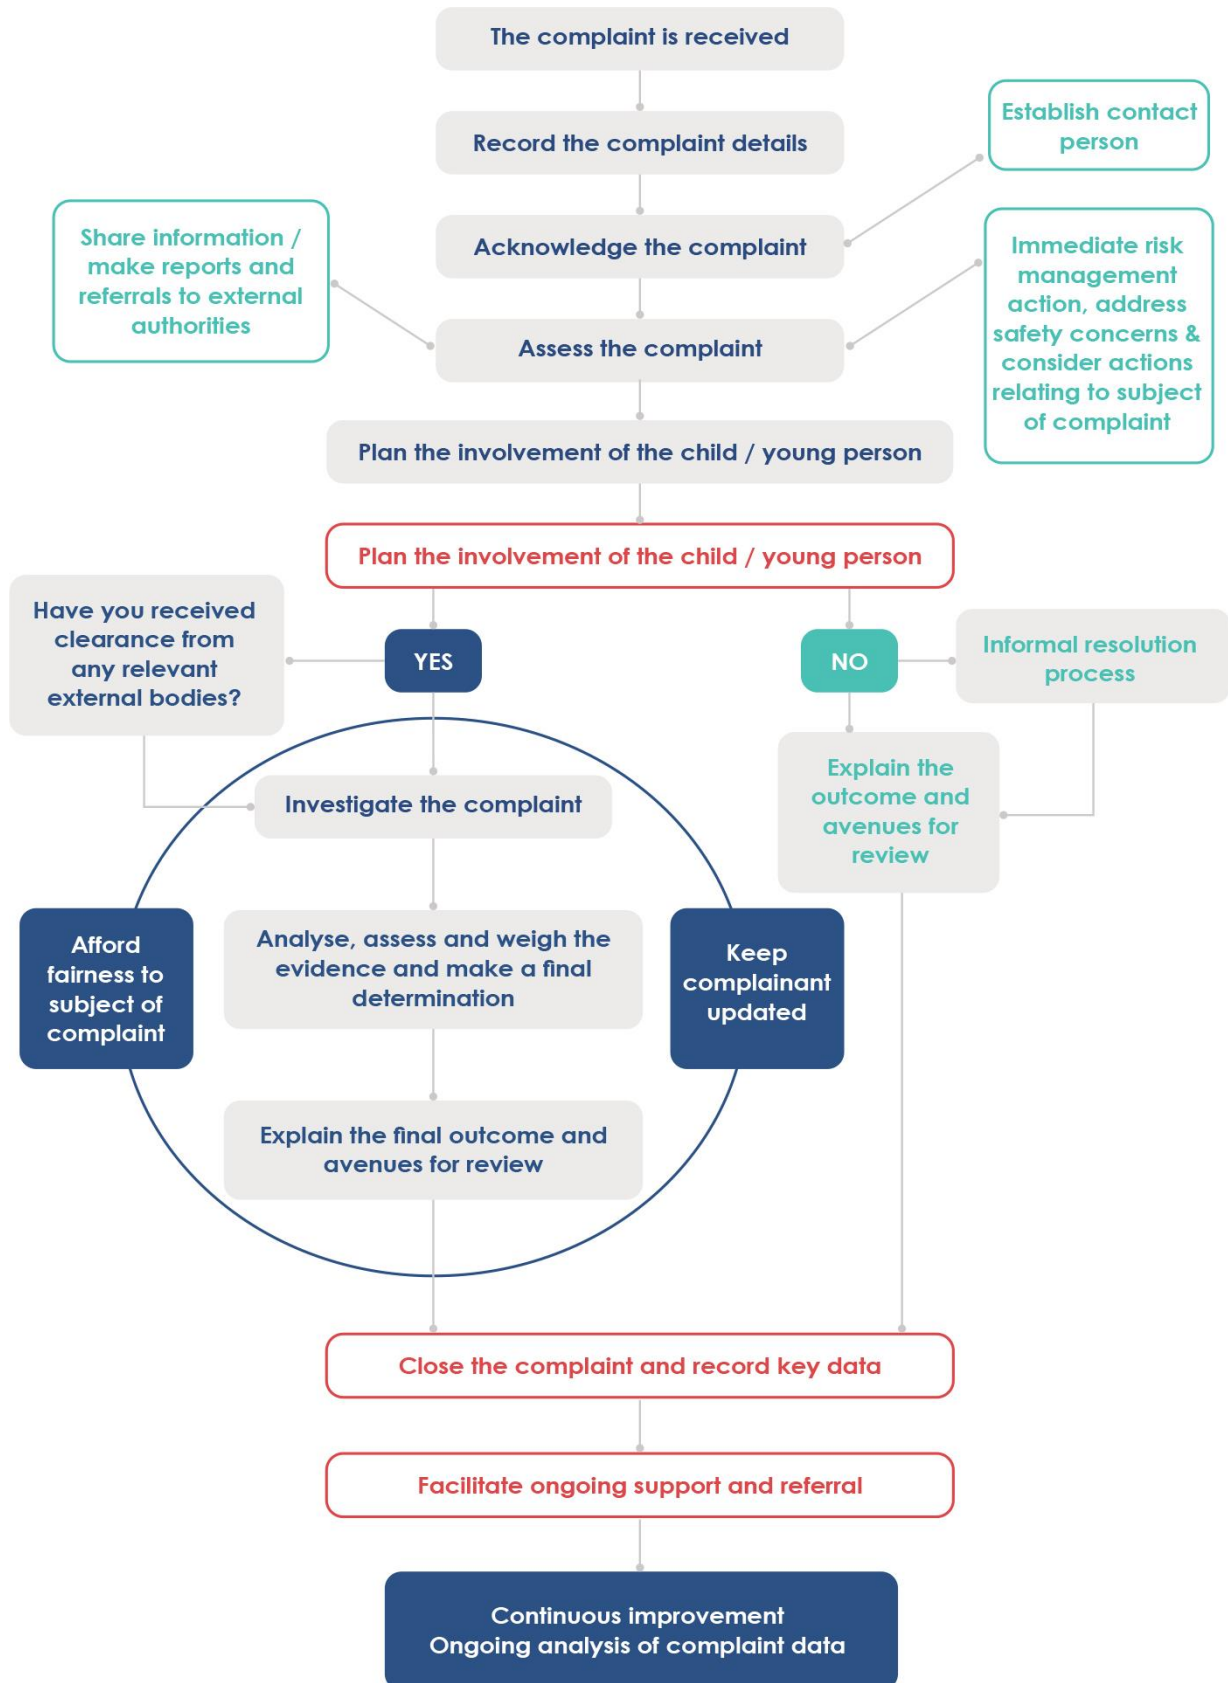 The complaint is received
Record the complaint details
Establish contact
person
Acknowledge the complaint
Share information /
make reports and
referrals to external
authorities
Immediate risk
management
action, address
safety concerns &
consider actions
relating to subject
of complaint
Assess the complaint
Plan the involvement of the child / young person
Plan the involvement of the child / young person
Have you received
clearance from
any relevant
external bodies?
YES
NO
Informal resolution
process
Explain the
outcome and
avenues for
review
Investigate the complaint
Afford
fairness to
subject of
complaint
Analyse, assess and weigh the
evidence and make a final
determination
Keep
complainant
updated
Explain the final outcome and
avenues for review
Close the complaint and record key data
Facilitate ongoing support and referral
Continuous improvement
Ongoing analysis of complaint data